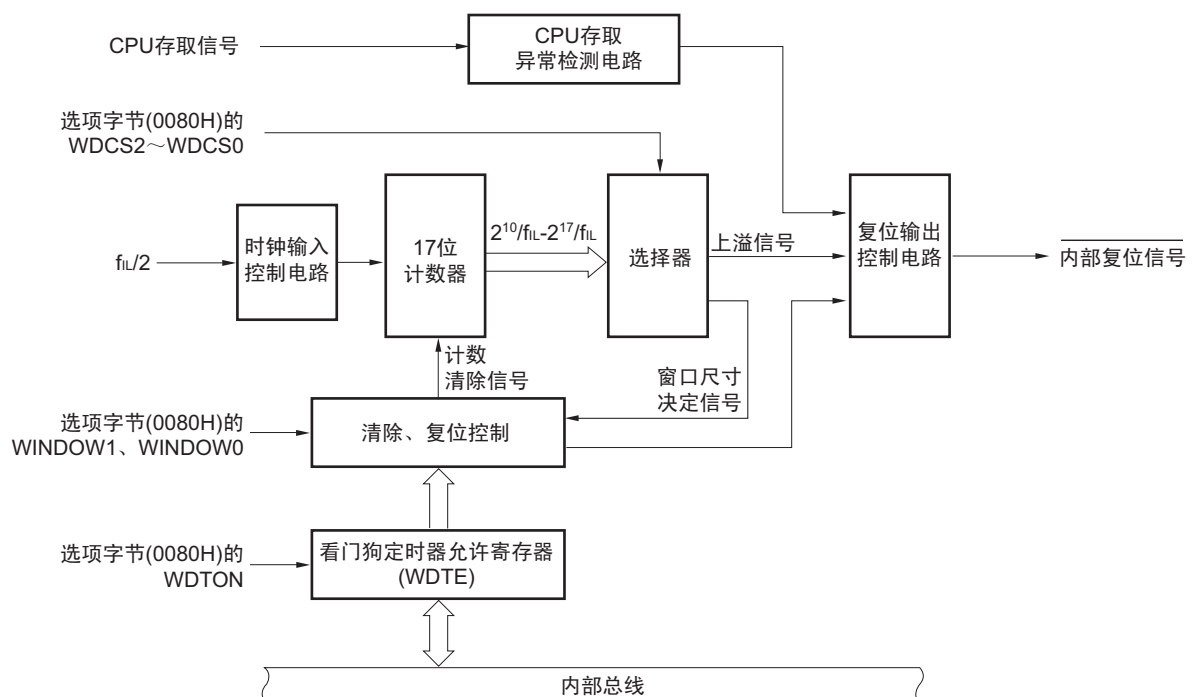 CPU存取信号
CPU存取
异常检测电路
选项字节(0080H)的
WDCS2～WDCS0
fIL/2
时钟输入
控制电路
17位
计数器
2¹⁰/fIL-2¹⁷/fIL
选择器
上溢信号
复位输出
控制电路
内部复位信号
计数
清除信号
窗口尺寸
决定信号
选项字节(0080H)的
WINDOW1、WINDOW0
清除、复位控制
选项字节(0080H)的
WDTON
看门狗定时器允许寄存器
(WDTE)
内部总线